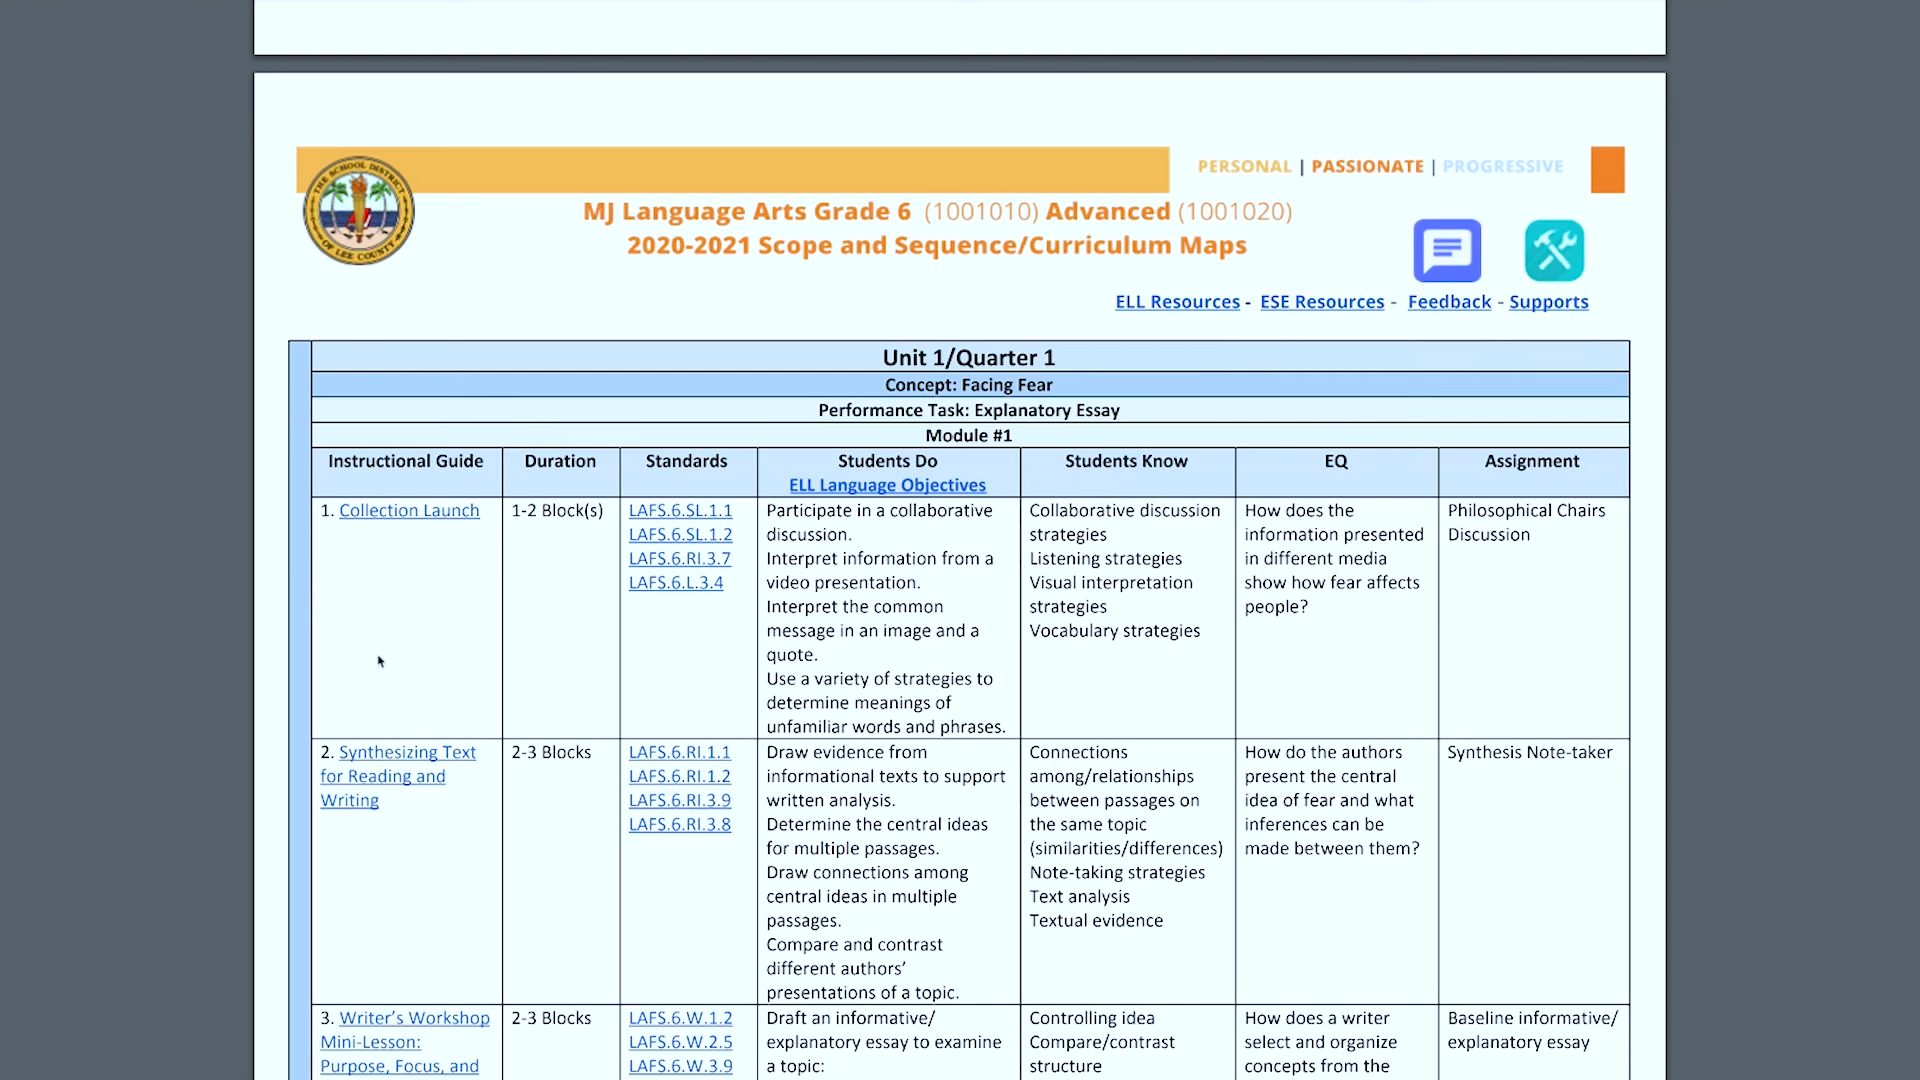 THE SCHOOL DISTRICT
OF LEE COUNTY
PERSONAL | PASSIONATE | PROGRESSIVE
MJ Language Arts Grade 6 (1001010) Advanced (1001020)
2020-2021 Scope and Sequence/Curriculum Maps
ELL Resources - ESE Resources - Feedback - Supports
Unit 1/Quarter 1
Concept: Facing Fear
Performance Task: Explanatory Essay
Module #1
Instructional Guide
Duration
Standards
Students Do
ELL Language Objectives
Students Know
EQ
Assignment
1. Collection Launch
1-2 Block(s)
LAFS.6.SL.1.1
LAFS.6.SL.1.2
LAFS.6.RI.3.7
LAFS.6.L.3.4
Participate in a collaborative
discussion.
Interpret information from a
video presentation.
Interpret the common
message in an image and a
quote.
Use a variety of strategies to
determine meanings of
unfamiliar words and phrases.
Collaborative discussion
strategies
Listening strategies
Visual interpretation
strategies
Vocabulary strategies
How does the
information presented
in different media
show how fear affects
people?
Philosophical Chairs
Discussion
2. Synthesizing Text
for Reading and
Writing
2-3 Blocks
LAFS.6.RI.1.1
LAFS.6.RI.1.2
LAFS.6.RI.3.9
LAFS.6.RI.3.8
Draw evidence from
informational texts to support
written analysis.
Determine the central ideas
for multiple passages.
Draw connections among
central ideas in multiple
passages.
Compare and contrast
different authors’
presentations of a topic.
Connections
among/relationships
between passages on
the same topic
(similarities/differences)
Note-taking strategies
Text analysis
Textual evidence
How do the authors
present the central
idea of fear and what
inferences can be
made between them?
Synthesis Note-taker
3. Writer’s Workshop
Mini-Lesson:
Purpose, Focus, and
2-3 Blocks
LAFS.6.W.1.2
LAFS.6.W.2.5
LAFS.6.W.3.9
Draft an informative/
explanatory essay to examine
a topic:
Controlling idea
Compare/contrast
structure
How does a writer
select and organize
concepts from the
Baseline informative/
explanatory essay